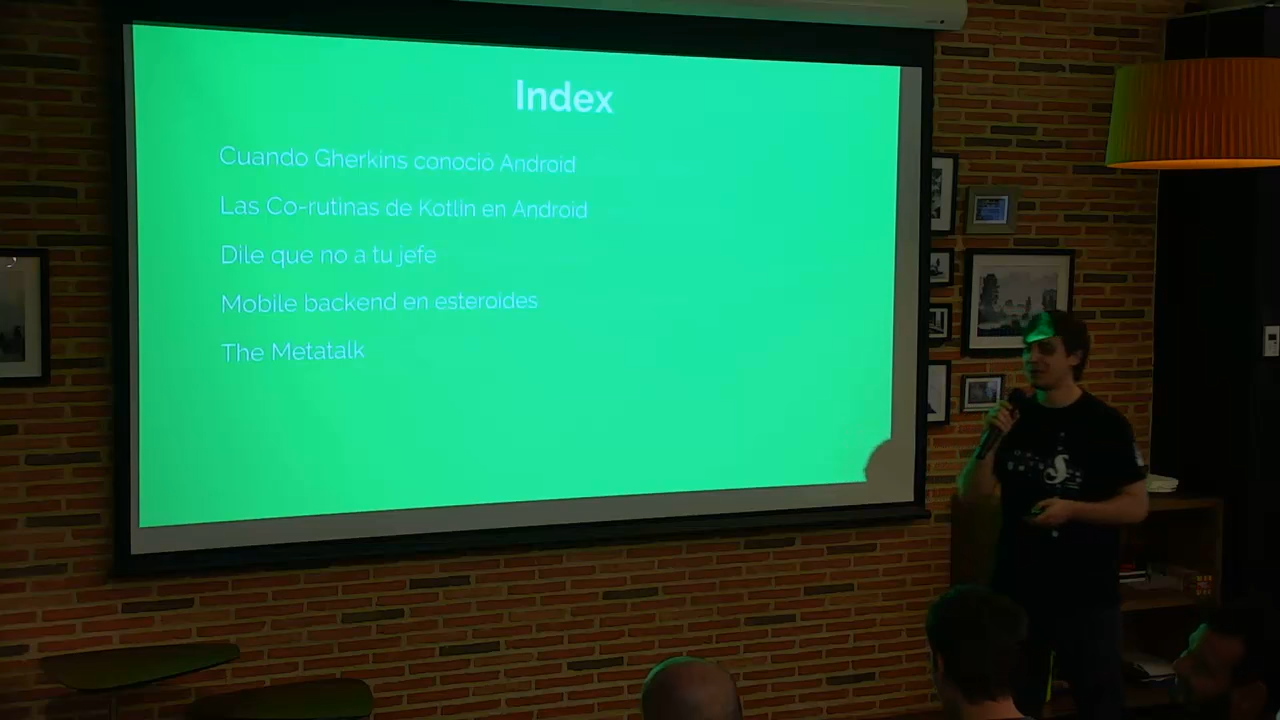 Index
Cuando Gherkins conoció Android
Las Co-rutinas de Kotlin en Android
Dile que no a tu jefe
Mobile backend en esteroides
The Metatalk